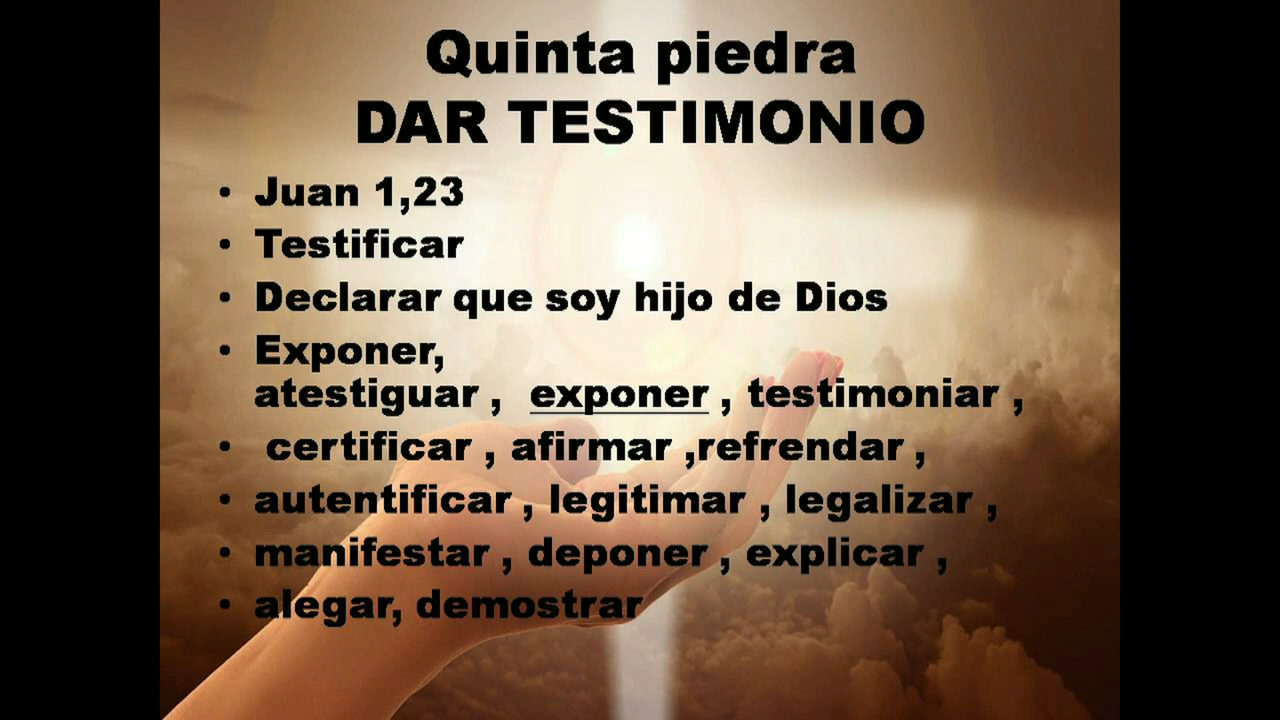 Quinta piedra
DAR TESTIMONIO
• Juan 1,23
• Testificar
• Declarar que soy hijo de Dios
• Exponer,
atestiguar , exponer , testimoniar ,
• certificar , afirmar ,refrendar ,
• autentificar , legitimar , legalizar ,
• manifestar , deponer , explicar ,
• alegar, demostrar